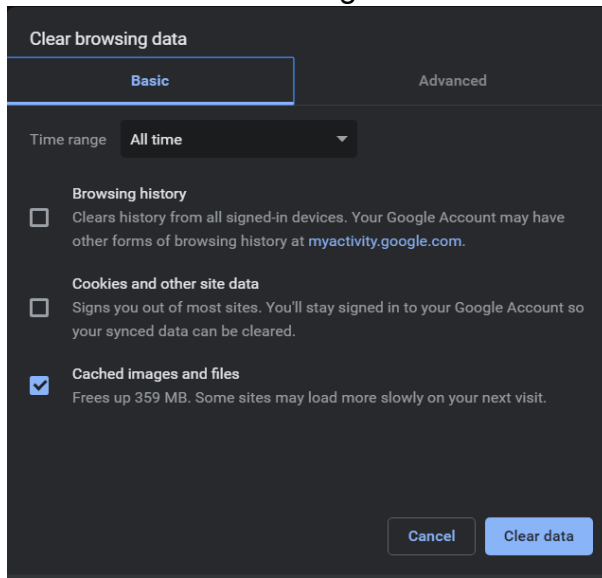 Clear browsing data
Basic
Advanced
Time range
All time
Browsing history
Clears history from all signed-in devices. Your Google Account may have
other forms of browsing history at myactivity.google.com.
Cookies and other site data
Signs you out of most sites. You'll stay signed in to your Google Account so
your synced data can be cleared.
Cached images and files
Frees up 359 MB. Some sites may load more slowly on your next visit.
Cancel
Clear data